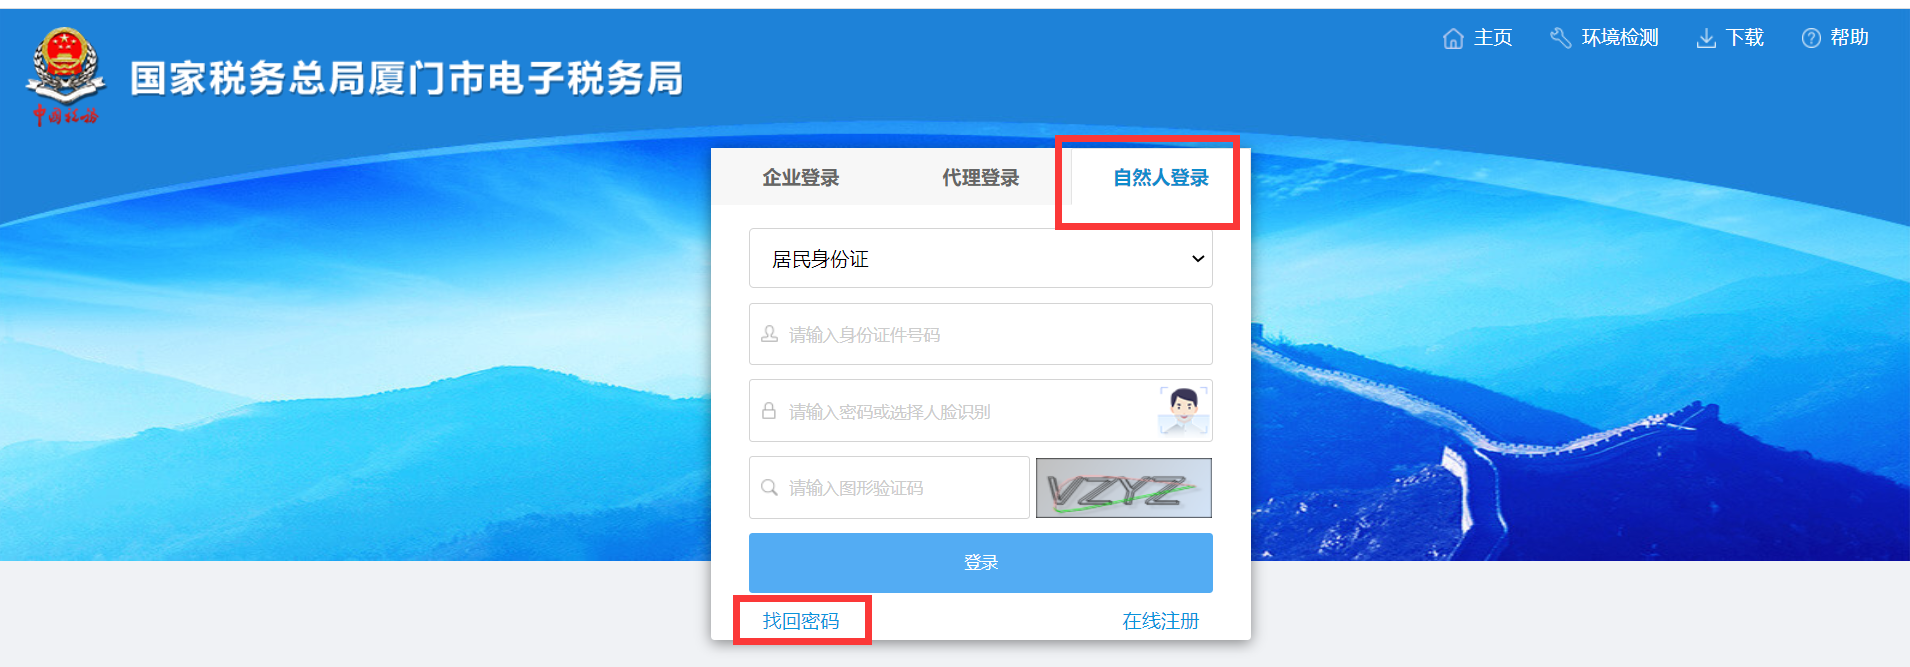 主页 环境检测 下载 帮助
国家税务总局厦门市电子税务局
中国税务
企业登录 代理登录 自然人登录
居民身份证
请输入身份证件号码
请输入密码或选择人脸识别
请输入图形验证码 VZYZ
登录
找回密码 在线注册